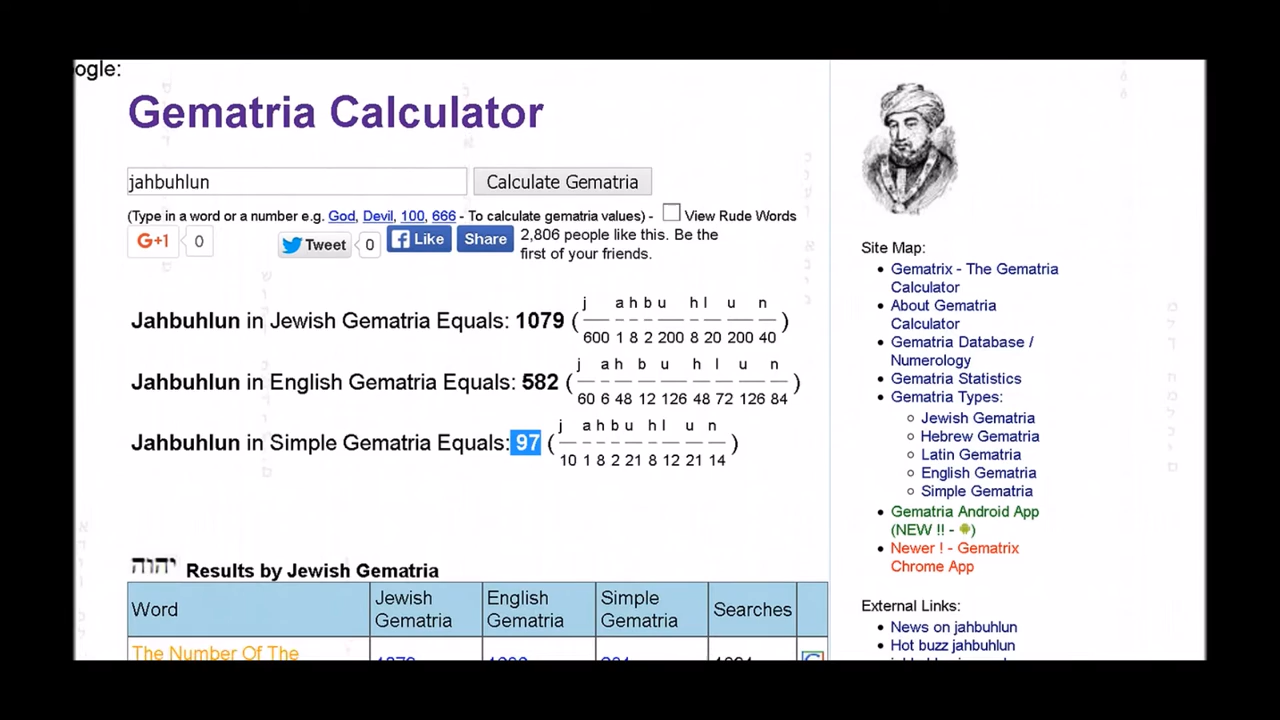 ogle:
Gematria Calculator
jahbuhlun
Calculate Gematria
(Type in a word or a number e.g. God, Devil, 100, 666 - To calculate gematria values) - View Rude Words
G+1 0 Tweet 0 Like Share 2,806 people like this. Be the
first of your friends.
j a h b u h l u n
Jahbuhlun in Jewish Gematria Equals: 1079 ( )
600 1 8 2 200 8 20 200 40
j a h b u h l u n
Jahbuhlun in English Gematria Equals: 582 ( )
60 6 48 12 126 48 72 126 84
j a h b u h l u n
Jahbuhlun in Simple Gematria Equals: 97 ( )
10 1 8 2 21 8 12 21 14
יהוה Results by Jewish Gematria
Word
Jewish
Gematria
English
Gematria
Simple
Gematria
Searches
The Number Of The
Site Map:
Gematrix - The Gematria
Calculator
About Gematria
Calculator
Gematria Database /
Numerology
Gematria Statistics
Gematria Types:
Jewish Gematria
Hebrew Gematria
Latin Gematria
English Gematria
Simple Gematria
Gematria Android App
(NEW !! - )
Newer ! - Gematrix
Chrome App
External Links:
News on jahbuhlun
Hot buzz jahbuhlun